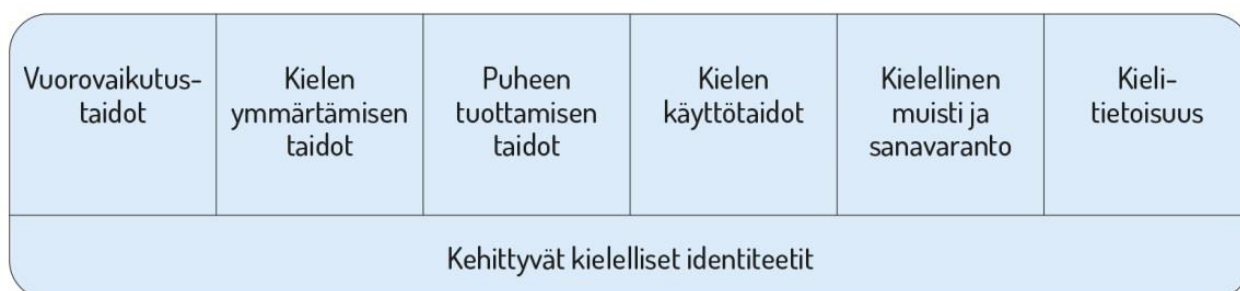 Vuorovaikutus-
taidot
Kielen
ymmärtämisen
taidot
Puheen
tuottamisen
taidot
Kielen
käyttötaidot
Kielellinen
muisti ja
sanavaranto
Kieli-
tietoisuus
Kehittyvät kielelliset identiteetit